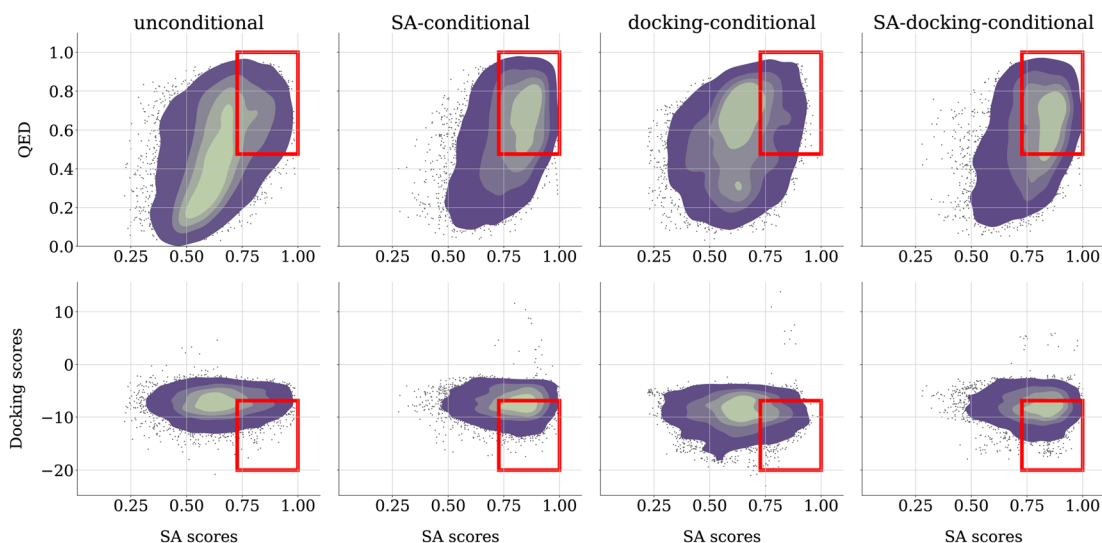 unconditional SA-conditional docking-conditional SA-docking-conditional
QED
1.0
0.8
0.6
0.4
0.2
0.0
0.25 0.50 0.75 1.00 0.25 0.50 0.75 1.00 0.25 0.50 0.75 1.00 0.25 0.50 0.75 1.00
Docking scores
10
0
−10
−20
0.25 0.50 0.75 1.00 0.25 0.50 0.75 1.00 0.25 0.50 0.75 1.00 0.25 0.50 0.75 1.00
SA scores SA scores SA scores SA scores